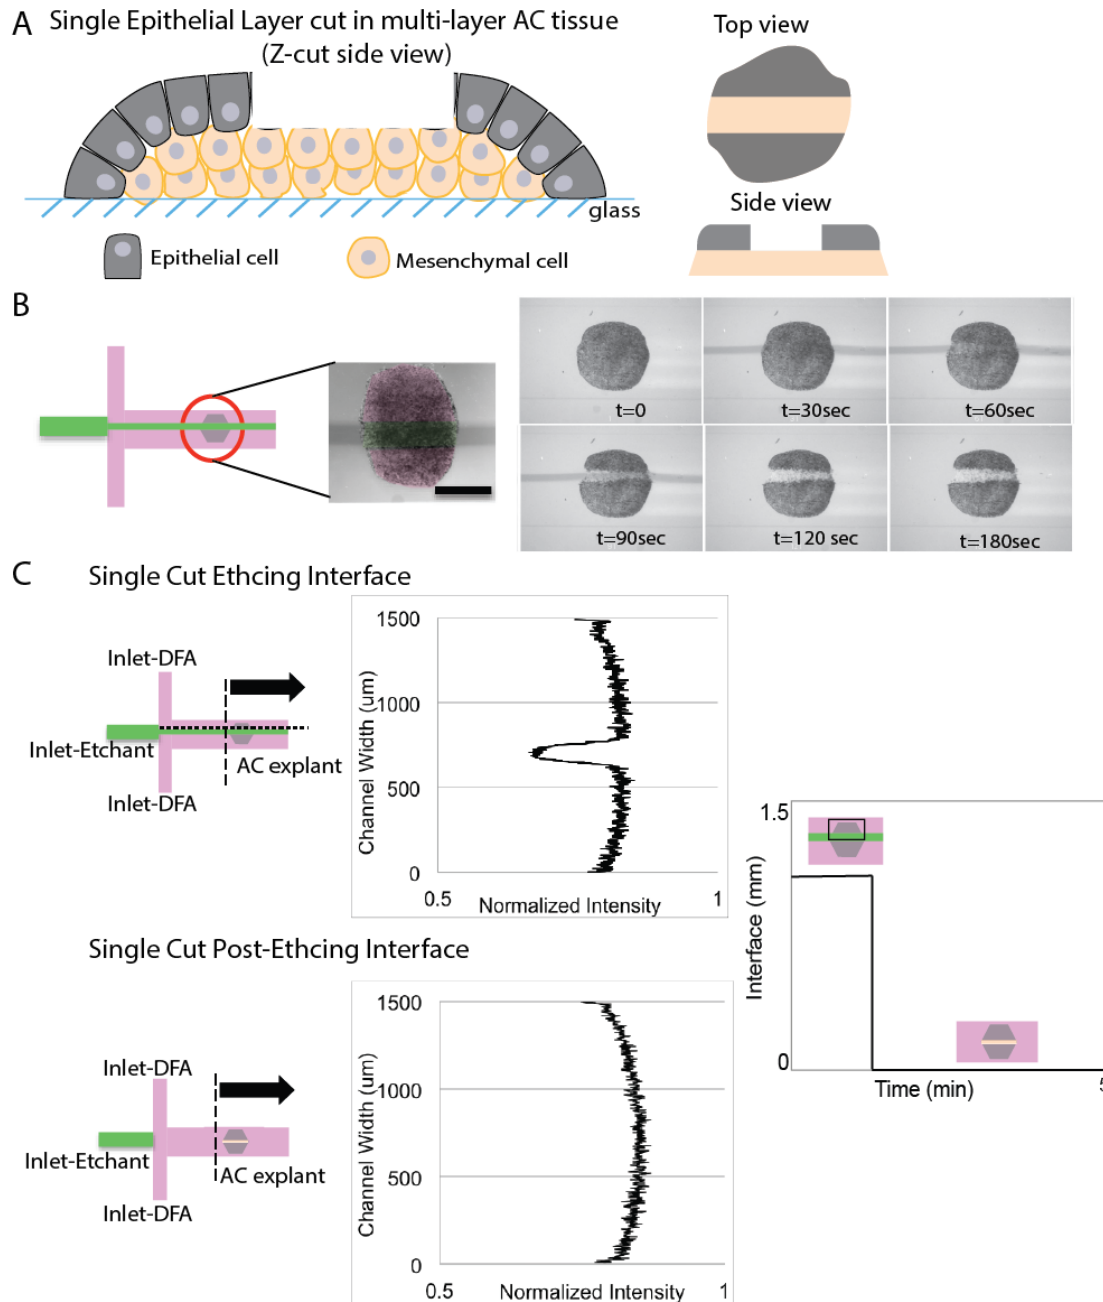 A
Single Epithelial Layer cut in multi-layer AC tissue
(Z-cut side view)
Top view
glass
Side view
Epithelial cell
Mesenchymal cell
B
t=0
t=30sec
t=60sec
t=90sec
t=120 sec
t=180sec
C
Single Cut Ethcing Interface
Inlet-DFA
Inlet-Etchant
AC explant
Inlet-DFA
1500
1000
500
0
Channel Width (um)
0.5
Normalized Intensity
1
1.5
Interface (mm)
0
Time (min)
5
Single Cut Post-Ethcing Interface
Inlet-DFA
Inlet-Etchant
AC explant
Inlet-DFA
1500
1000
500
0
Channel Width (um)
0.5
Normalized Intensity
1